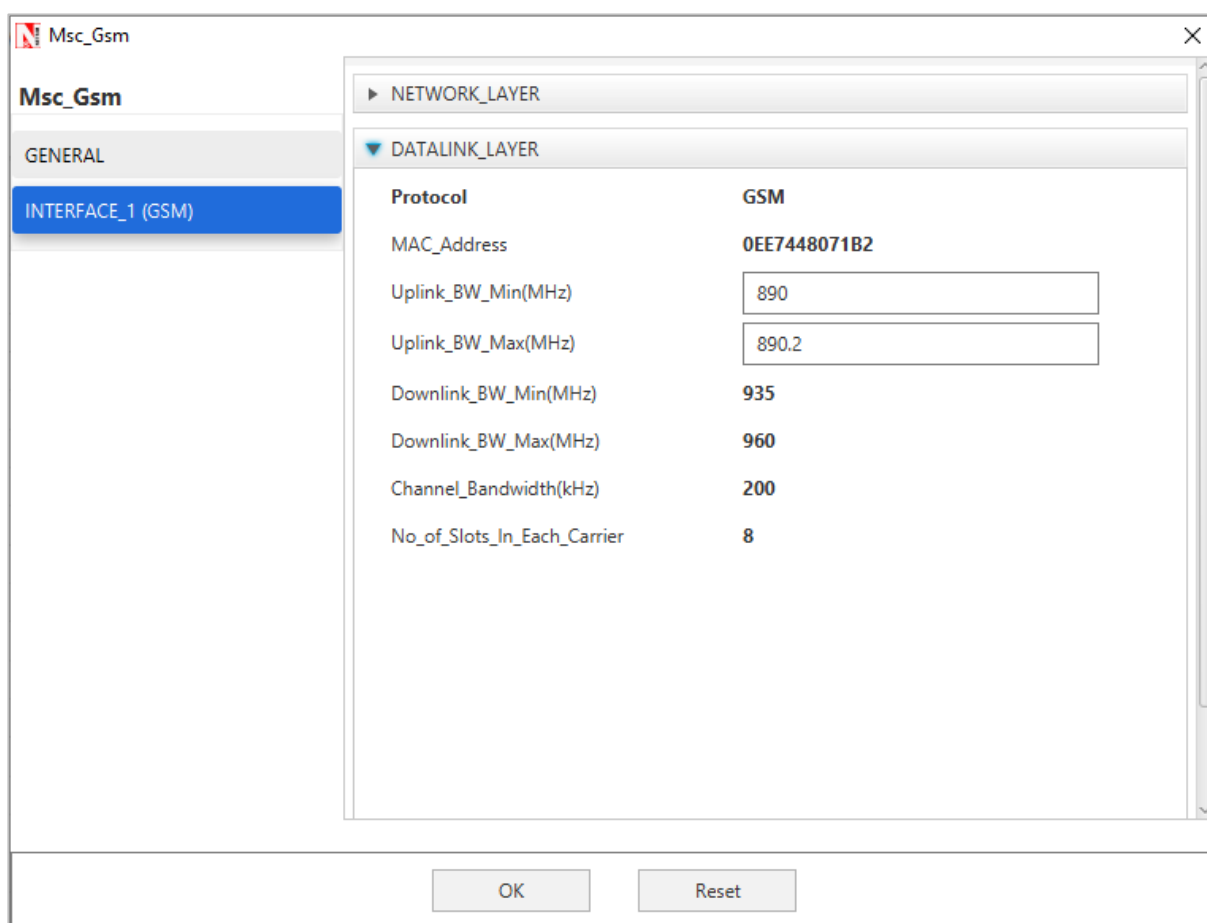 Msc_Gsm
Msc_Gsm
GENERAL
INTERFACE_1 (GSM)
NETWORK_LAYER
DATALINK_LAYER
Protocol GSM
MAC_Address 0EE7448071B2
Uplink_BW_Min(MHz) 890
Uplink_BW_Max(MHz) 890.2
Downlink_BW_Min(MHz) 935
Downlink_BW_Max(MHz) 960
Channel_Bandwidth(kHz) 200
No_of_Slots_In_Each_Carrier 8
OK Reset